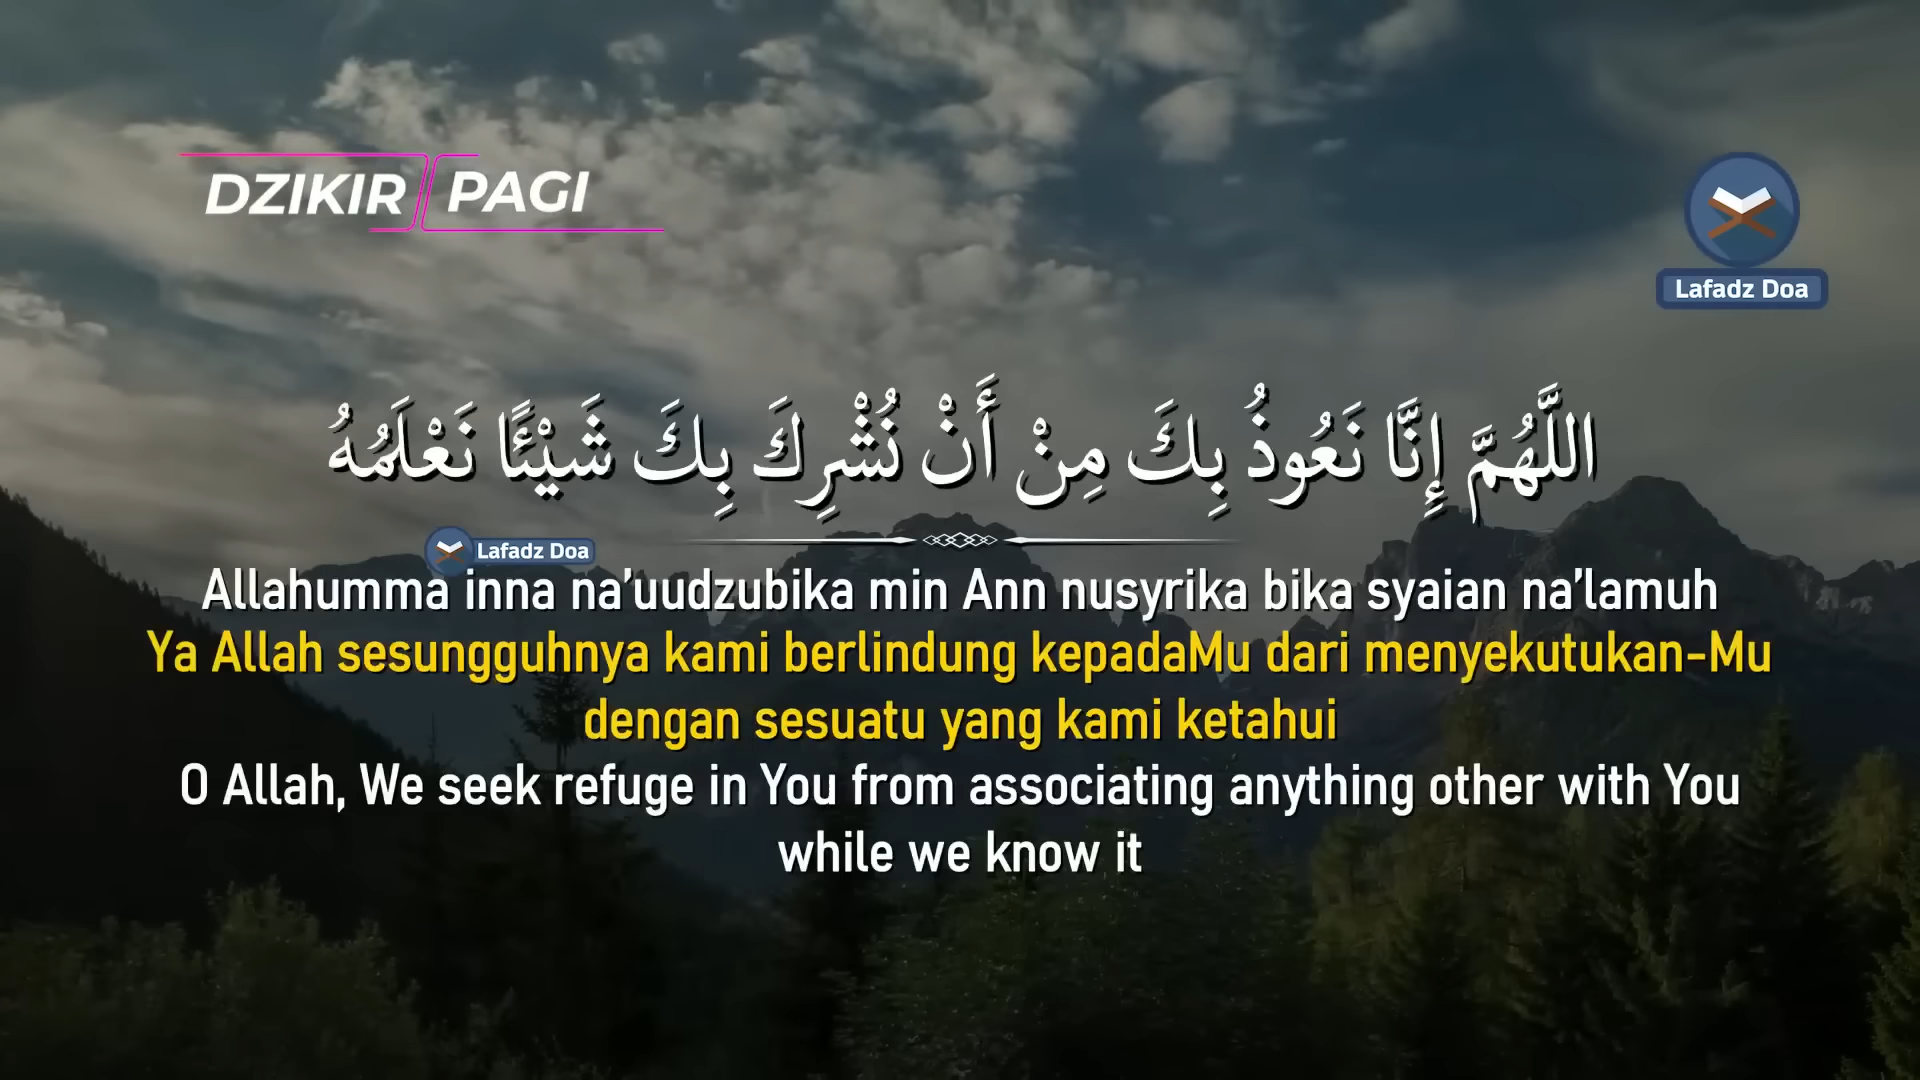 DZIKIR PAGI
Lafadz Doa
اللَّهُمَّ إِنَّا نَعُوذُ بِكَ مِنْ أَنْ نُشْرِكَ بِكَ شَيْئًا نَعْلَمُهُ
Lafadz Doa
Allahumma inna na’uudzubika min Ann nusyrika bika syaian na’lamuh
Ya Allah sesungguhnya kami berlindung kepadaMu dari menyekutukan-Mu
dengan sesuatu yang kami ketahui
O Allah, We seek refuge in You from associating anything other with You
while we know it